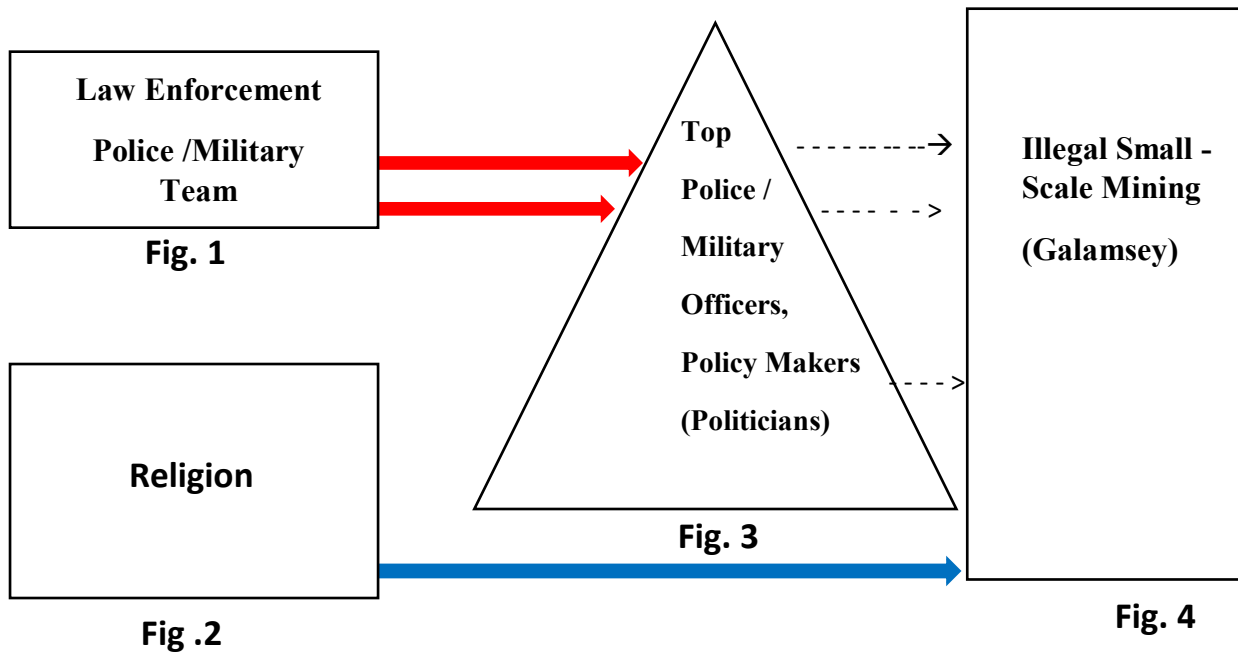 Law Enforcement
Police /Military
Team
Fig. 1
Religion
Fig .2
Top
Police /
Military
Officers,
Policy Makers
(Politicians)
Fig. 3
Illegal Small -
Scale Mining
(Galamsey)
Fig. 4